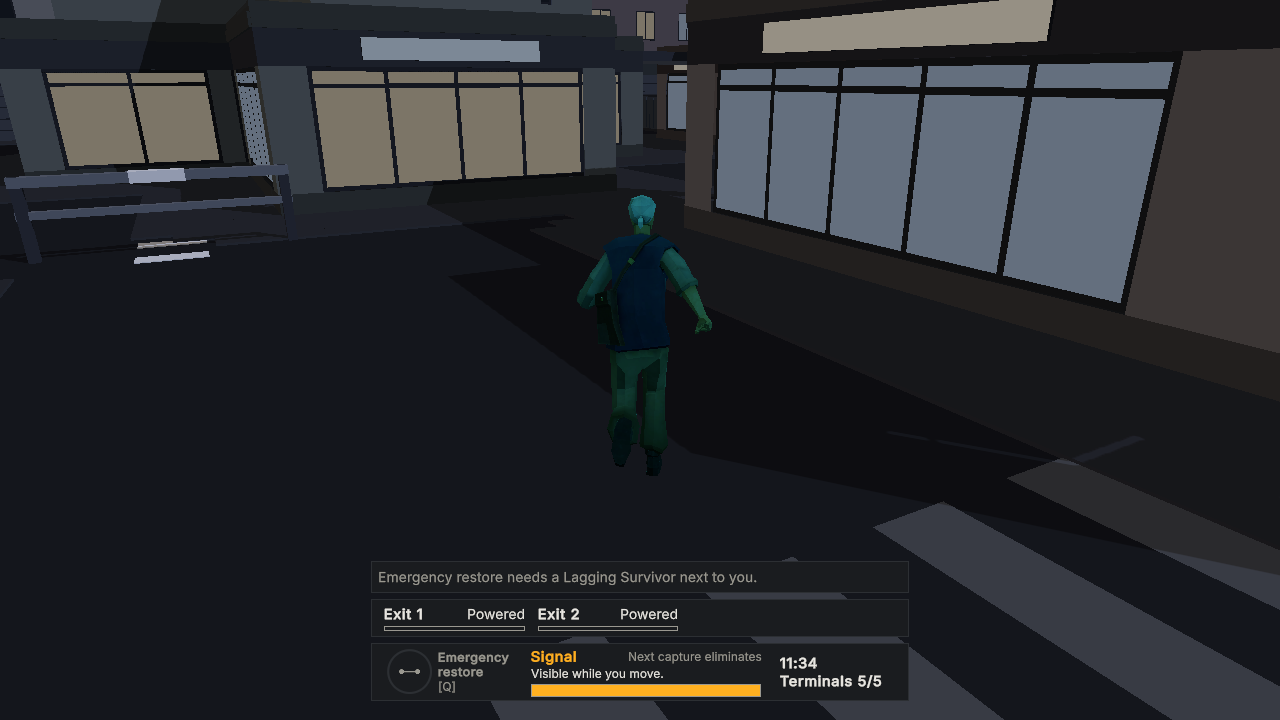 Emergency restore needs a Lagging Survivor next to you.
Exit 1 Powered Exit 2 Powered
Emergency restore [Q]
Signal Next capture eliminates
Visible while you move.
11:34
Terminals 5/5